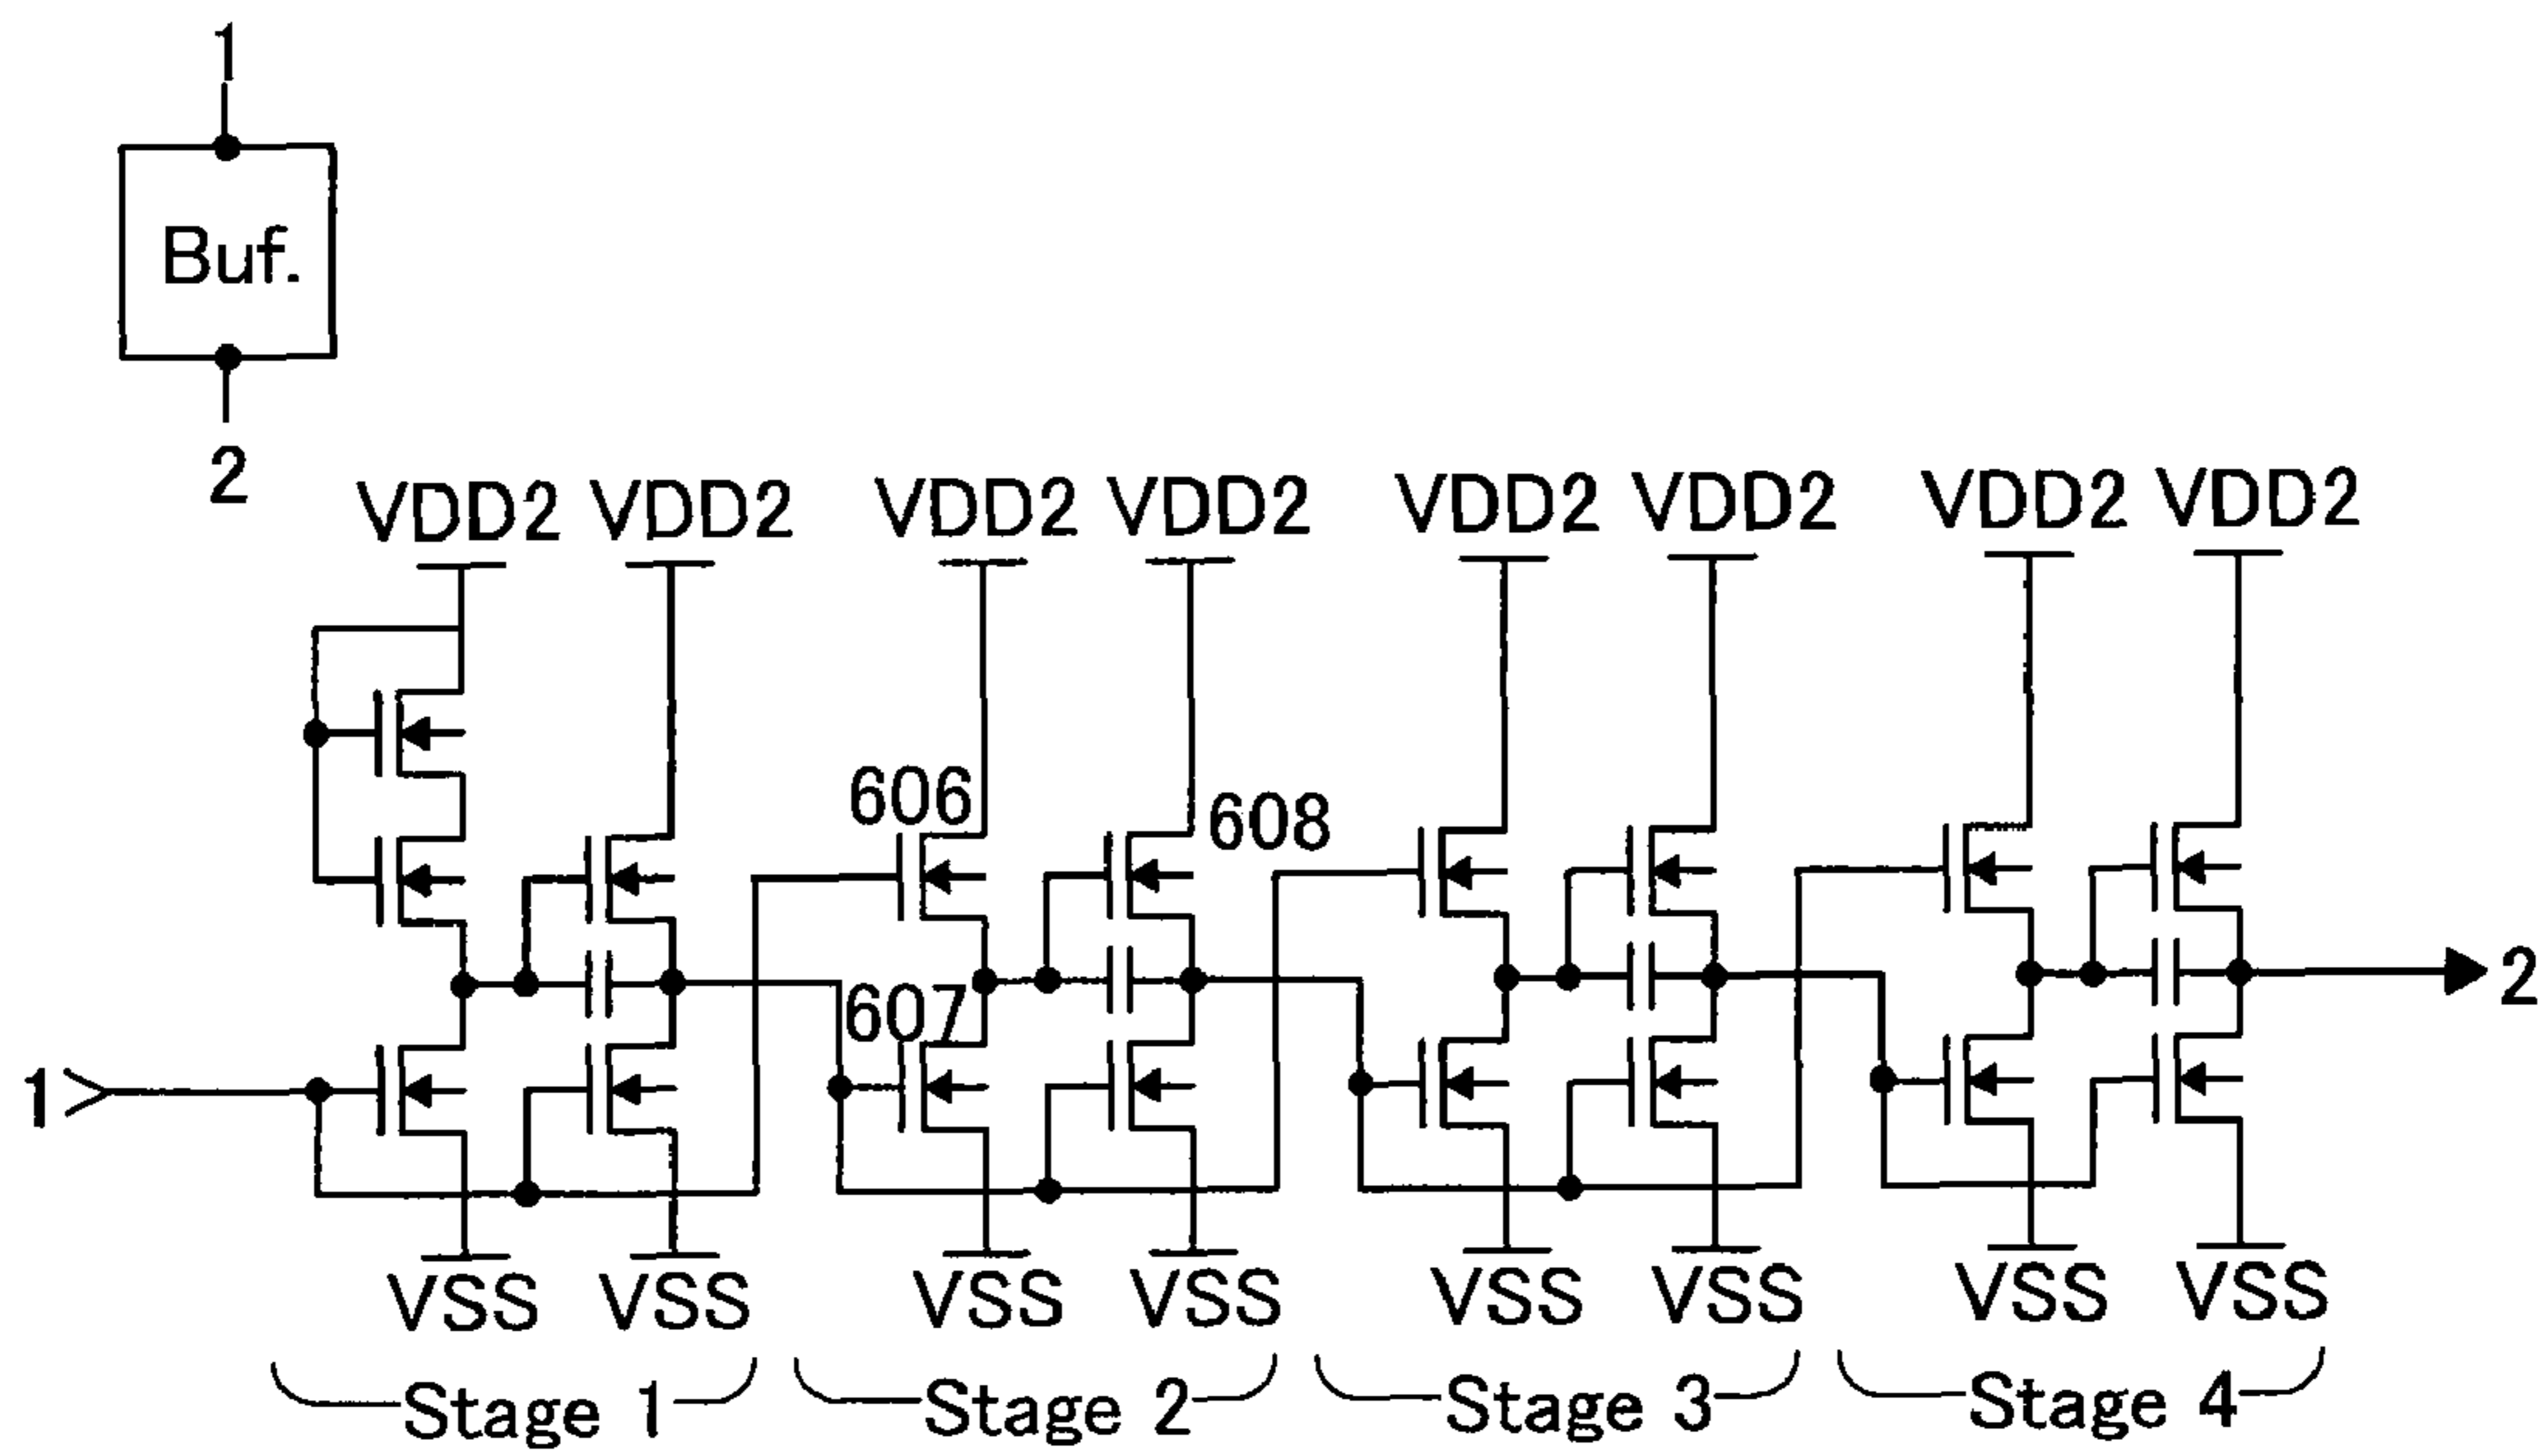 1
Buf.
2
VDD2 VDD2 VDD2 VDD2 VDD2 VDD2 VDD2 VDD2
606 608
607
1 2
VSS VSS VSS VSS VSS VSS VSS VSS
Stage 1 Stage 2 Stage 3 Stage 4